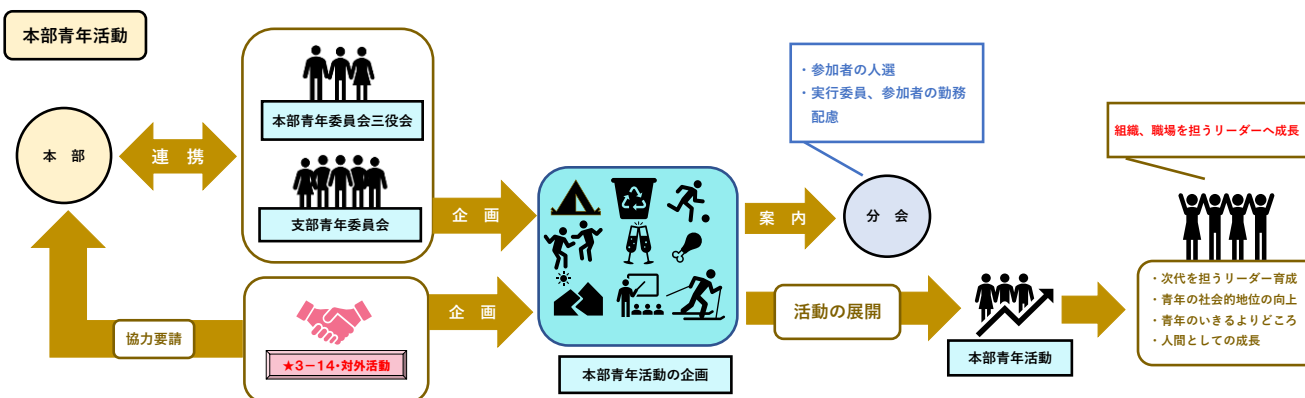 本部青年活動
本 部
連 携
本部青年委員会三役会
支部青年委員会
企 画
協力要請
★3－14・対外活動
企 画
本部青年活動の企画
案 内
・参加者の人選
・実行委員、参加者の勤務
配慮
分 会
活動の展開
本部青年活動
組織、職場を担うリーダーへ成長
・次代を担うリーダー育成
・青年の社会的地位の向上
・青年のいきるよりどころ
・人間としての成長